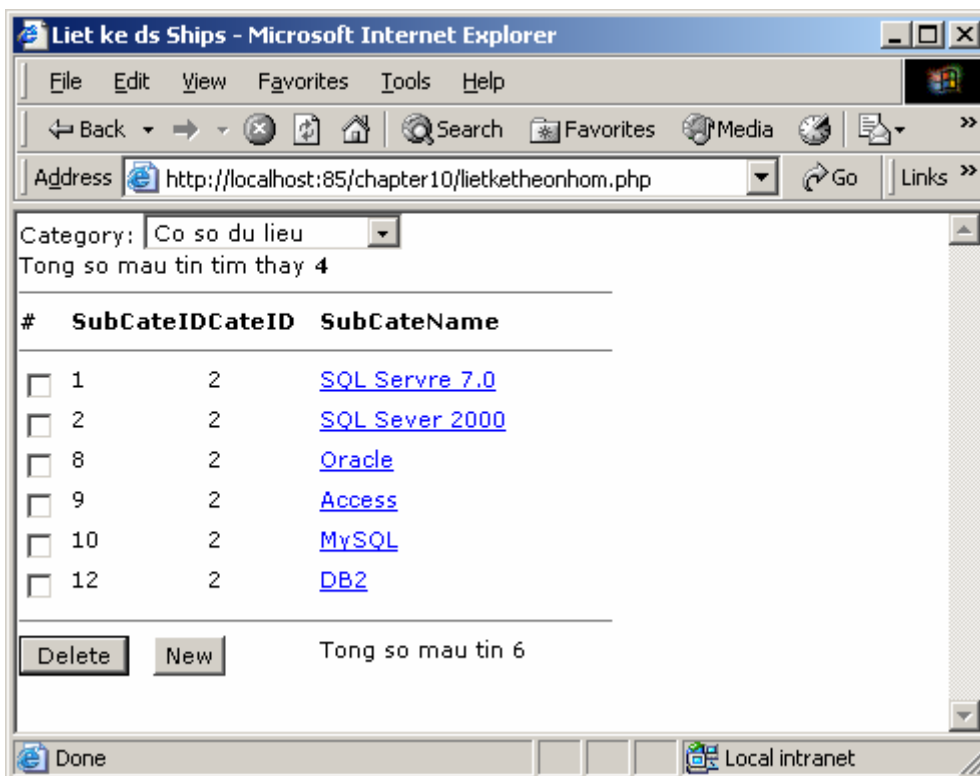 Liet ke ds Ships - Microsoft Internet Explorer
File Edit View Favorites Tools Help
Back Search Favorites Media »
Address http://localhost:85/chapter10/lietketheonhom.php Go Links »
Category: Co so du lieu
Tong so mau tin tim thay 4
# SubCateIDCateID SubCateName
1 2 SQL Servre 7.0
2 2 SQL Sever 2000
8 2 Oracle
9 2 Access
10 2 MySQL
12 2 DB2
Delete New Tong so mau tin 6
Done Local intranet